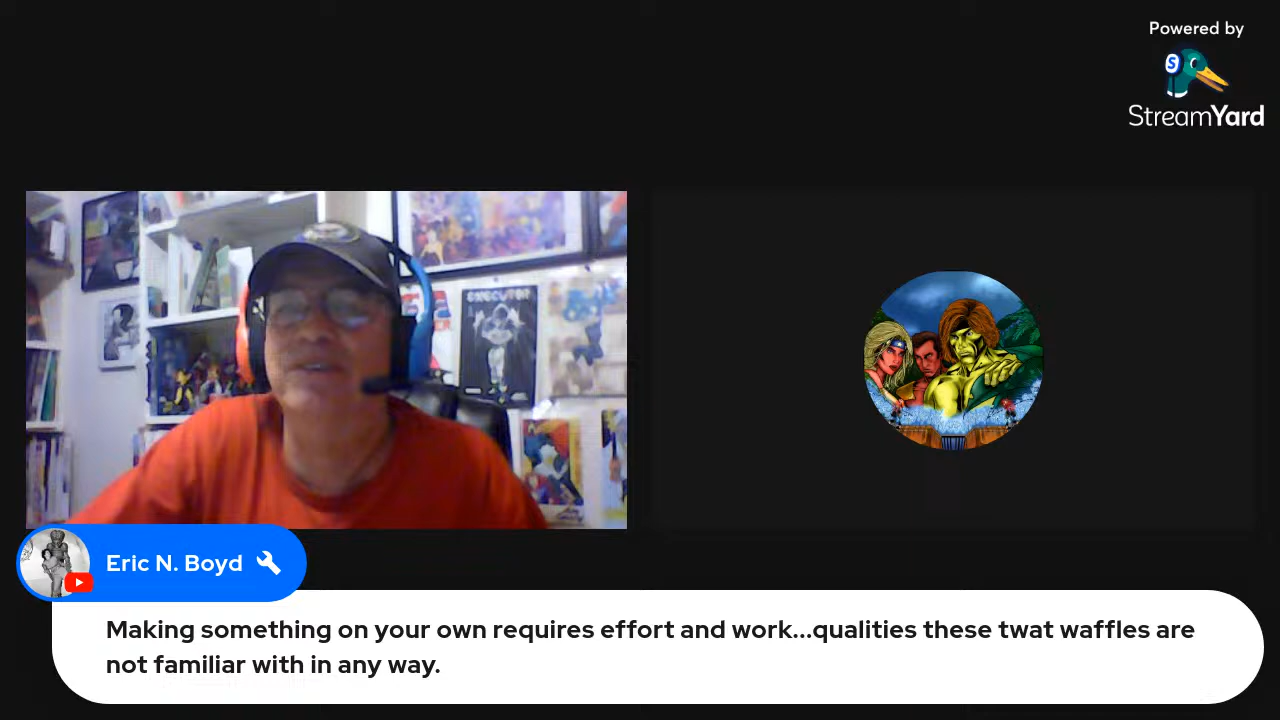 Powered by
StreamYard
EXECUTOR
Eric N. Boyd
Making something on your own requires effort and work...qualities these twat waffles are
not familiar with in any way.